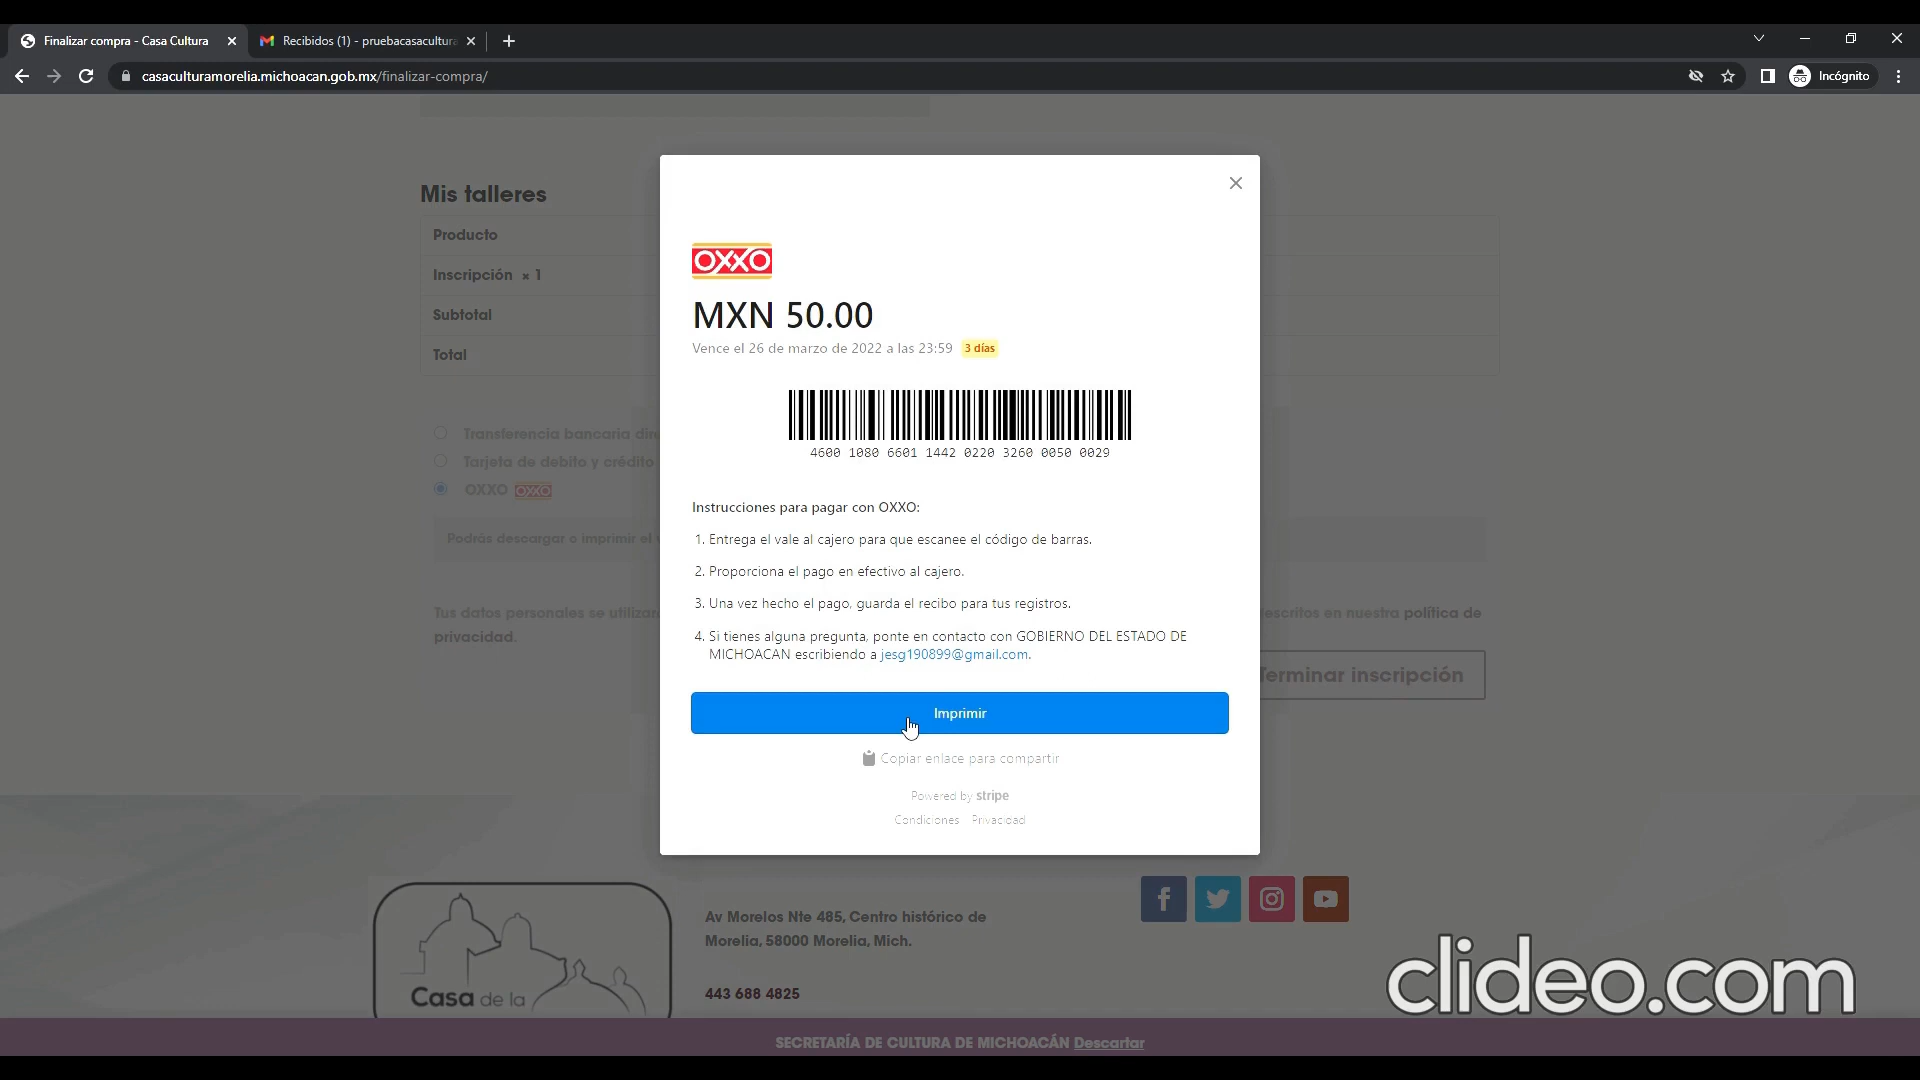 Finalizar compra - Casa Cultura
Recibidos (1) - pruebacasacultura
casaculturamorelia.michoacan.gob.mx/finalizar-compra/
Incógnito
Mis talleres
Producto
Inscripción × 1
Subtotal
Total
Transferencia bancaria
Tarjeta de debito y crédito
OXXO OXXO
Podrás descargar o imprimir el
Tus datos personales se
descritos en nuestra política de
privacidad.
Terminar inscripción
OXXO
MXN 50.00
Vence el 26 de marzo de 2022 a las 23:59 3 días
4600 1080 6601 1442 0220 3260 0050 0029
Instrucciones para pagar con OXXO:
1. Entrega el vale al cajero para que escanee el código de barras.
2. Proporciona el pago en efectivo al cajero.
3. Una vez hecho el pago, guarda el recibo para tus registros.
4. Si tienes alguna pregunta, ponte en contacto con GOBIERNO DEL ESTADO DE
MICHOACAN escribiendo a jesg190899@gmail.com.
Imprimir
Copiar enlace para compartir
Powered by stripe
Condiciones Privacidad
Casa de la
Av Morelos Nte 485, Centro histórico de
Morelia, 58000 Morelia, Mich.
443 688 4825
clideo.com
SECRETARÍA DE CULTURA DE MICHOACÁN Descartar